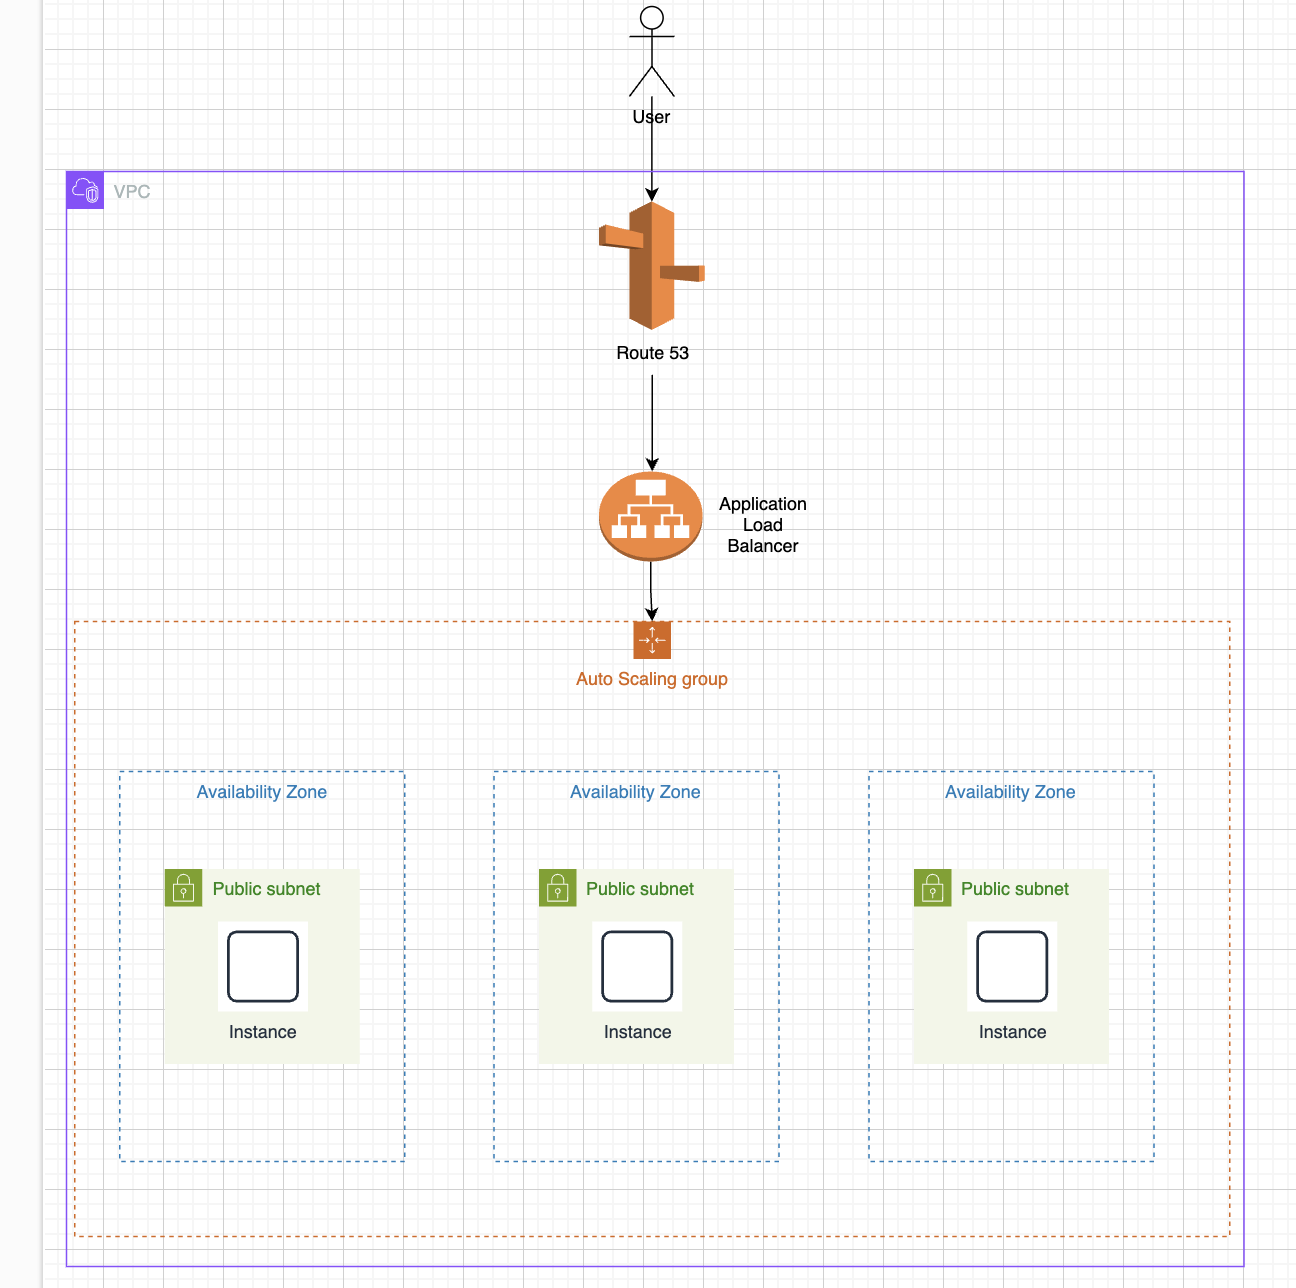 User
VPC
Route 53
Application
Load
Balancer
Auto Scaling group
Availability Zone
Availability Zone
Availability Zone
Public subnet
Public subnet
Public subnet
Instance
Instance
Instance